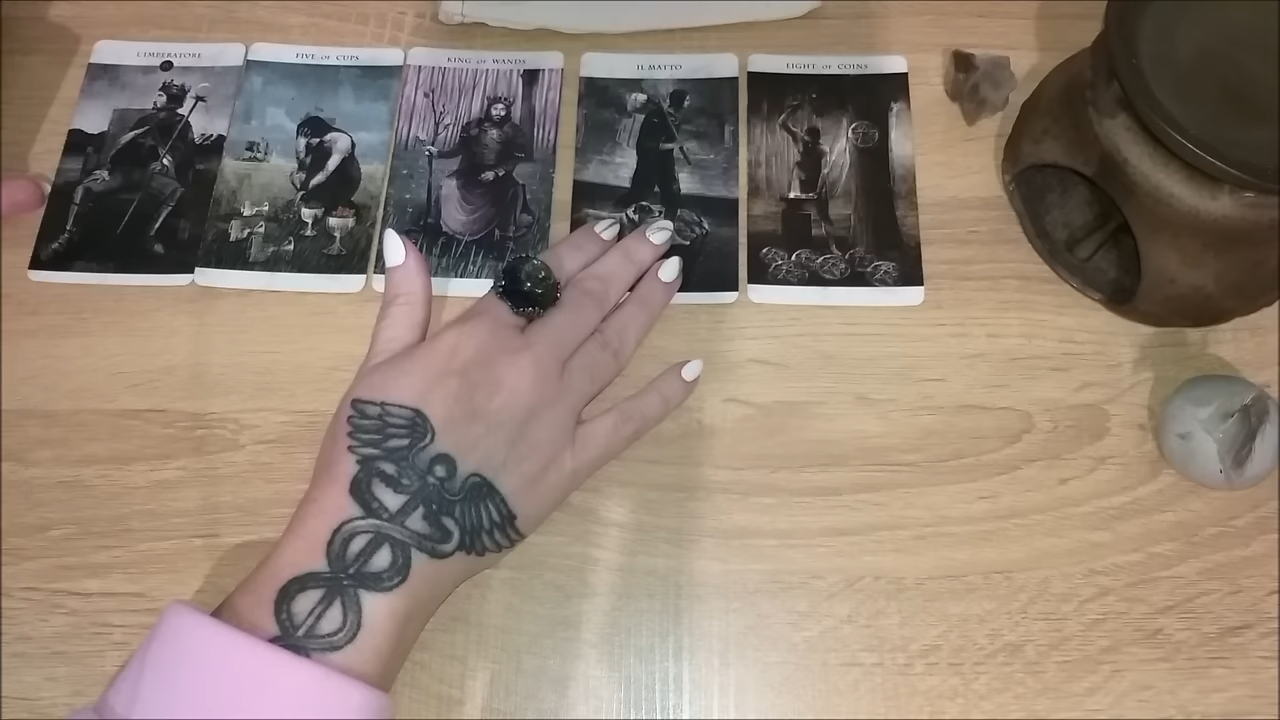 L'IMPERATORE
FIVE OF CUPS
KING OF WANDS
IL MATTO
EIGHT OF COINS